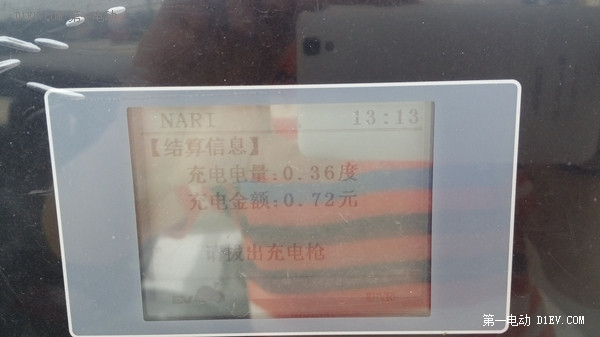 NARI 13:13
【结算信息】
充电电量:0.36度
充电金额:0.72元
请拔出充电枪
第一电动 D1EV.COM